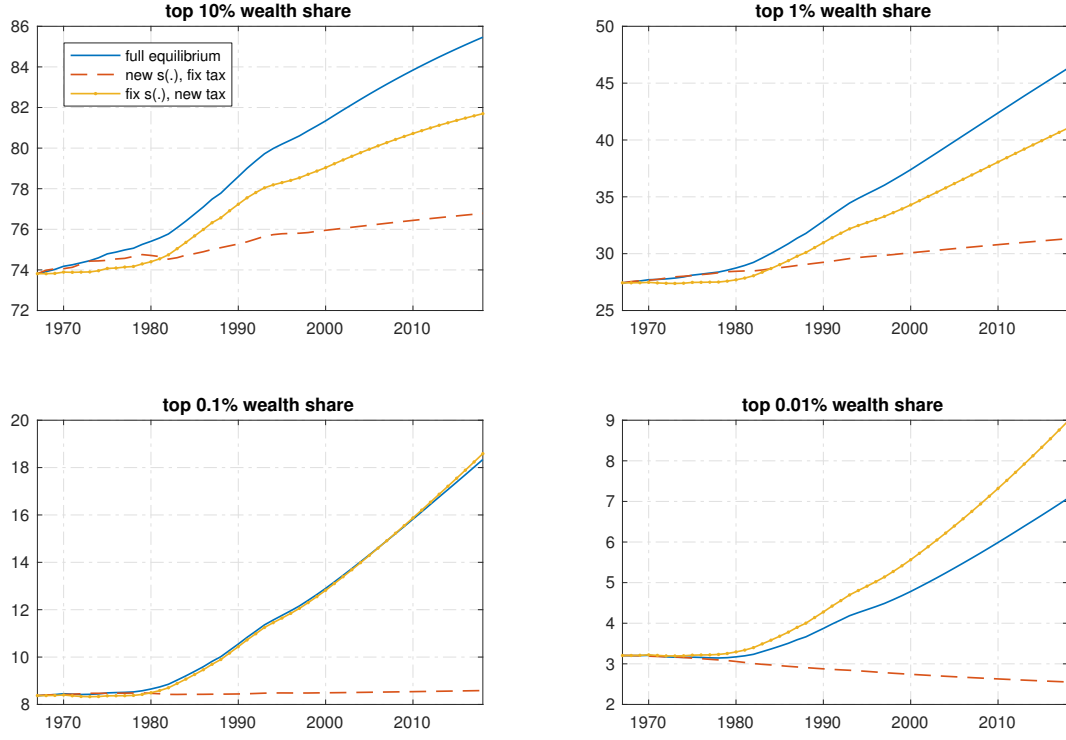 top 10% wealth share
86
84
82
80
78
76
74
72
full equilibrium
new s(.), fix tax
fix s(.), new tax
1970 1980 1990 2000 2010
top 1% wealth share
50
45
40
35
30
25
1970 1980 1990 2000 2010
top 0.1% wealth share
20
18
16
14
12
10
8
1970 1980 1990 2000 2010
top 0.01% wealth share
9
8
7
6
5
4
3
2
1970 1980 1990 2000 2010